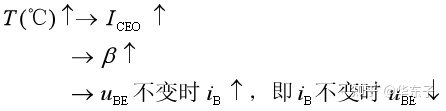 T(℃)↑→ I_CEO ↑
→ β↑
→ u_BE 不变时 i_B ↑，即 i_B 不变时 u_BE ↓